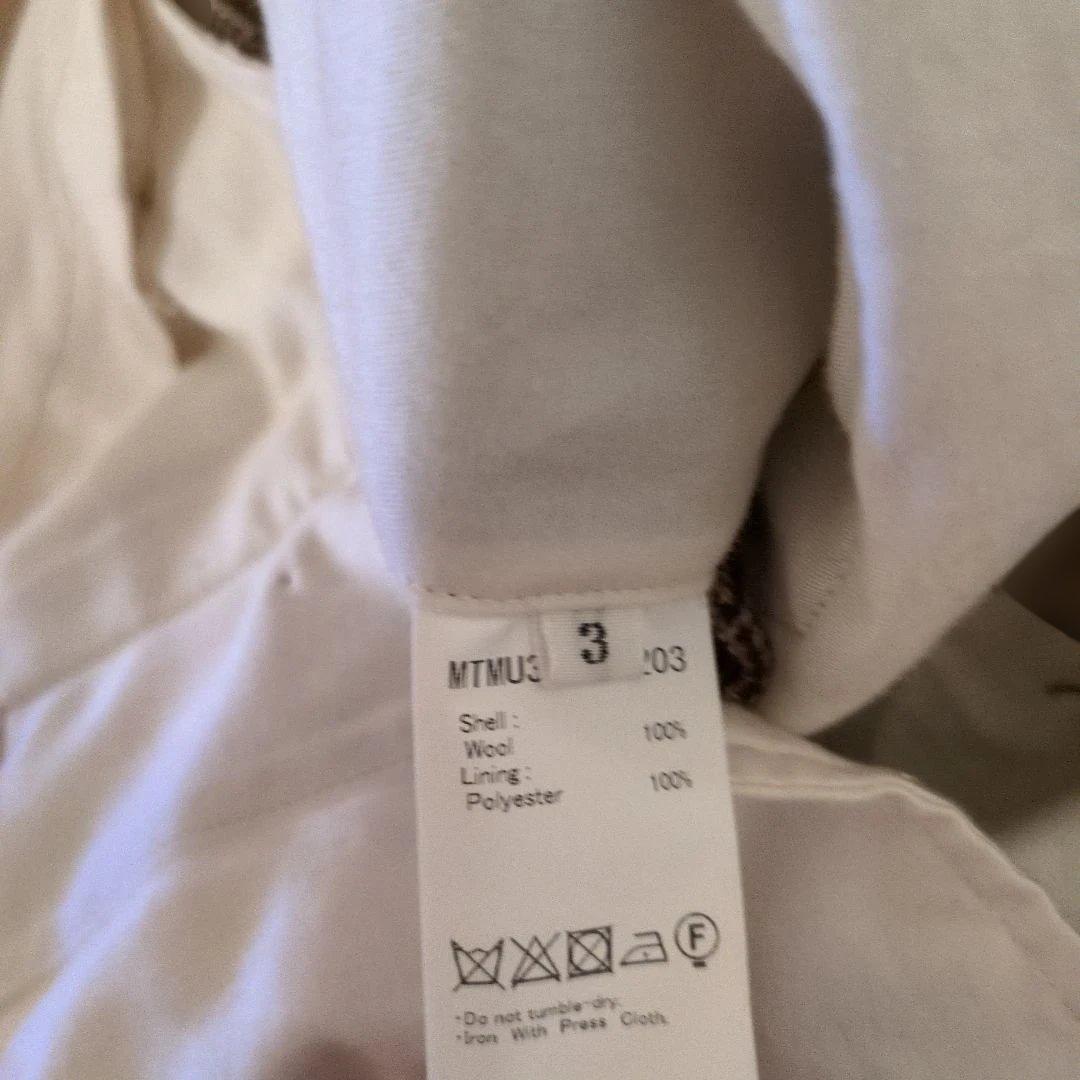 3
MTMU3 203
Shell :
Wool 100%
Lining :
Polyester 100%
F
·Do not tumble-dry.
·Iron With Press Cloth.